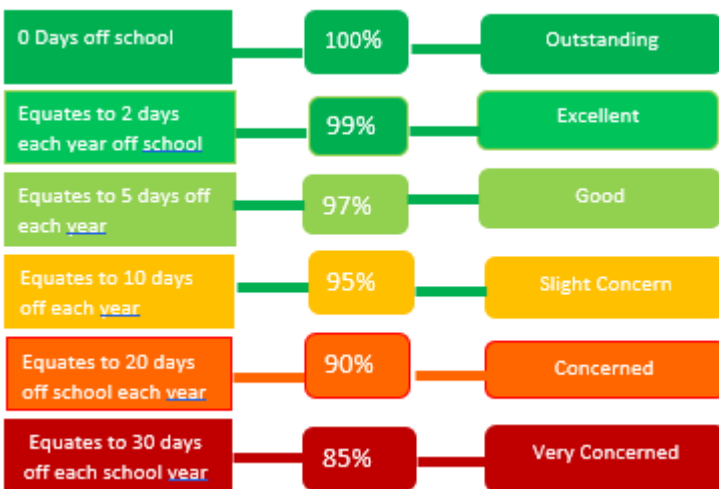 0 Days off school
100%
Outstanding
Equates to 2 days
each year off school
99%
Excellent
Equates to 5 days off
each year
97%
Good
Equates to 10 days
off each year
95%
Slight Concern
Equates to 20 days
off school each year
90%
Concerned
Equates to 30 days
off each school year
85%
Very Concerned